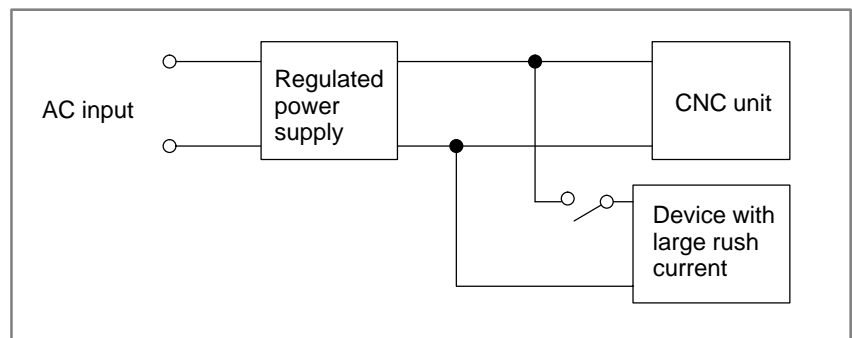 Regulated
power
supply
AC input
CNC unit
Device with
large rush
current